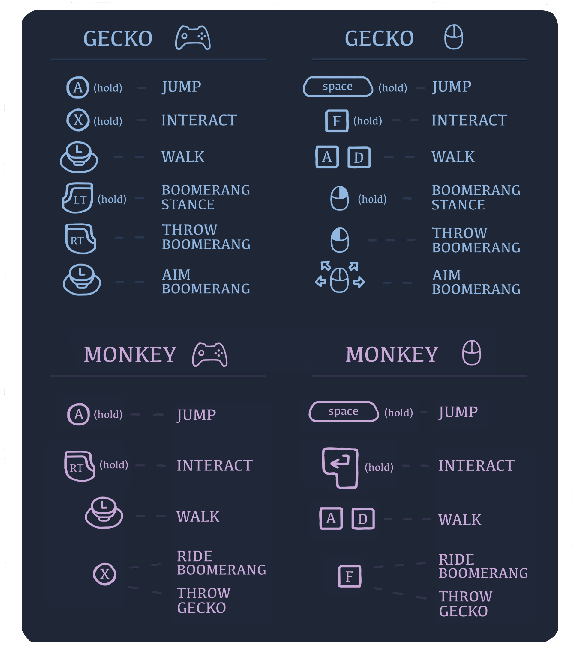 GECKO
A (hold) JUMP
X (hold) INTERACT
L WALK
LT (hold) BOOMERANG
STANCE
RT THROW
BOOMERANG
L AIM
BOOMERANG
GECKO
space (hold) JUMP
F (hold) INTERACT
A D WALK
(hold) BOOMERANG
STANCE
THROW
BOOMERANG
AIM
BOOMERANG
MONKEY
A (hold) JUMP
RT (hold) INTERACT
L WALK
X RIDE
BOOMERANG
THROW
GECKO
MONKEY
space (hold) JUMP
(hold) INTERACT
A D WALK
F RIDE
BOOMERANG
THROW
GECKO